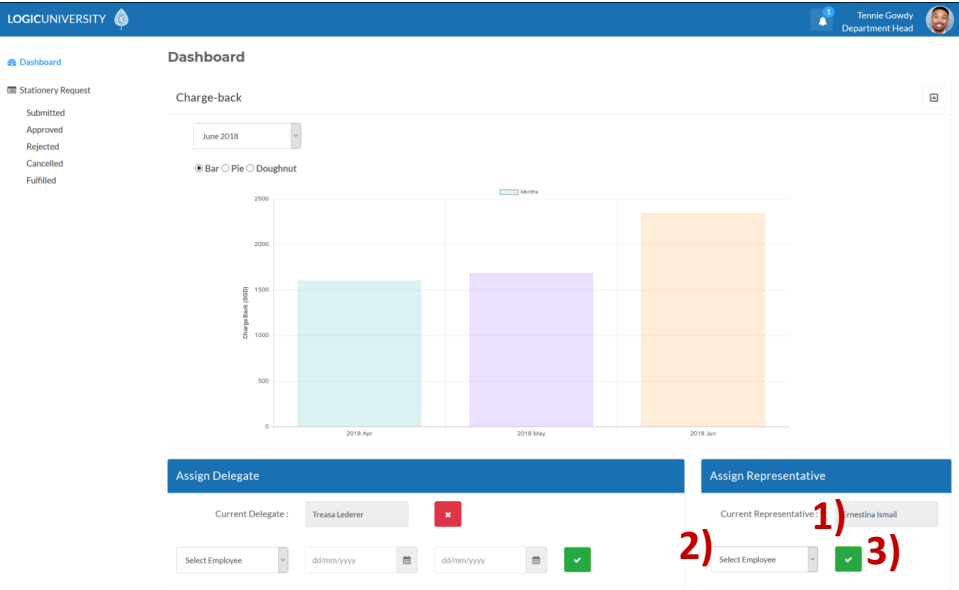 LOGICUNIVERSITY
1
Tennie Gowdy
Department Head
Dashboard
Dashboard
Stationery Request
Submitted
Approved
Rejected
Cancelled
Fulfilled
Charge-back
June 2018
Bar Pie Doughnut
Months
Charge Back (SGD)
2500
2000
1500
1000
500
0
2018 Apr 2018 May 2018 Jun
Assign Delegate
Current Delegate : Treasa Lederer
Select Employee dd/mm/yyyy dd/mm/yyyy
Assign Representative
Current Representative : 1) Ernestina Ismail
2) Select Employee 3)